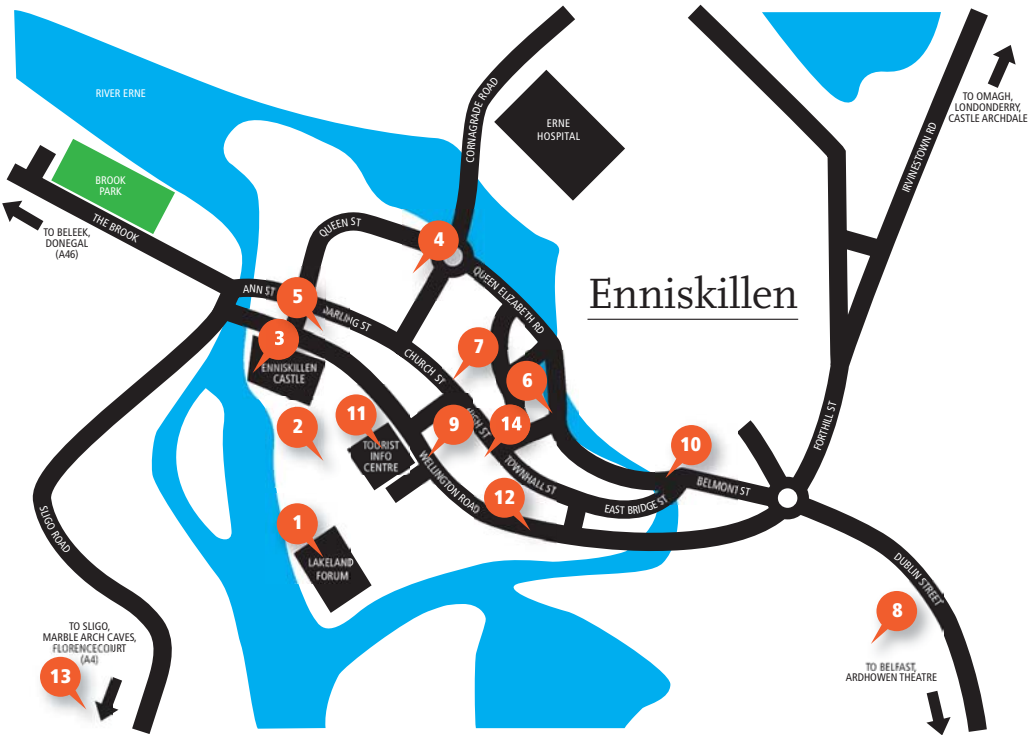 RIVER ERNE
CORNAGRADE ROAD
ERNE
HOSPITAL
TO OMAGH,
LONDONDERRY,
CASTLE ARCHDALE
IRVINESTOWN RD
BROOK
PARK
THE BROOK
TO BELEEK,
DONEGAL
(A46)
QUEEN ST
4
QUEEN ELIZABETH RD
Enniskillen
ANN ST
5
DARLING ST
3
ENNISKILLEN
CASTLE
CHURCH ST
7
6
2
11
TOURIST
INFO
CENTRE
9
HIGH ST
14
WELLINGTON ROAD
TOWNHALL ST
12
10
EAST BRIDGE ST
BELMONT ST
FORTHILL ST
1
LAKELAND
FORUM
SLIGO ROAD
DUBLIN STREET
8
TO SLIGO,
MARBLE ARCH CAVES,
FLORENCECOURT
(A4)
13
TO BELFAST,
ARDHOWEN THEATRE